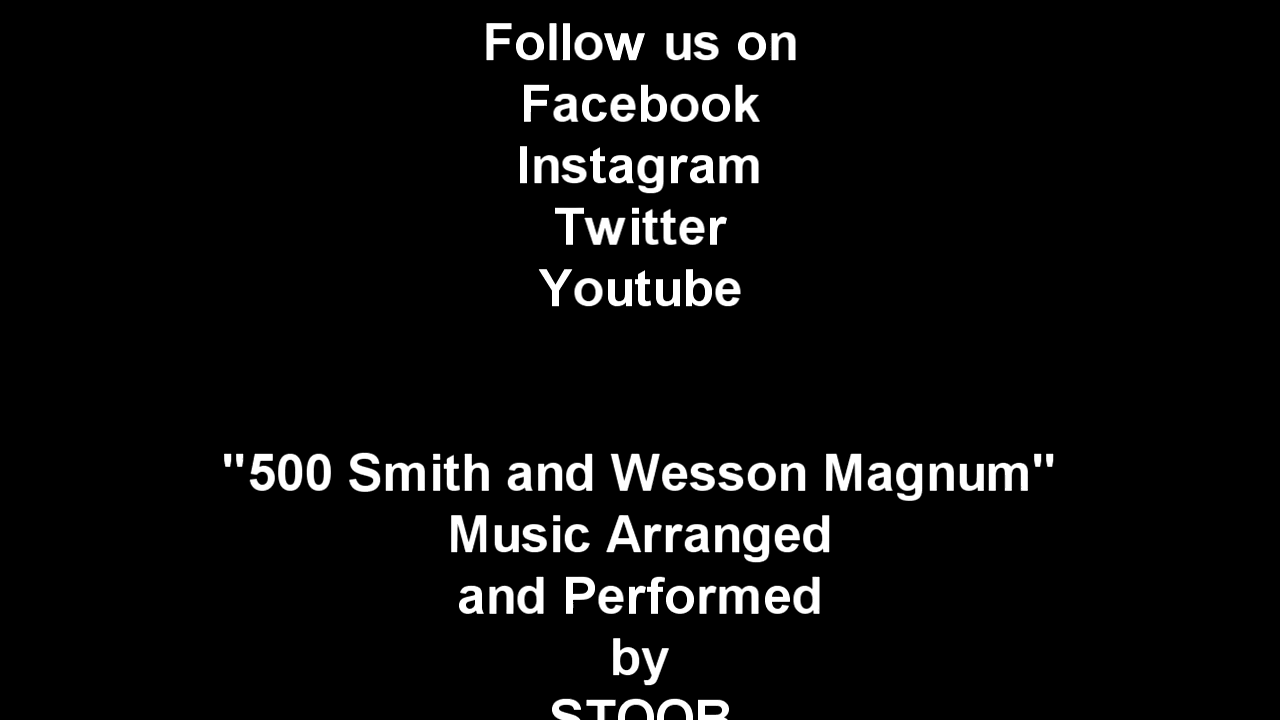 Follow us on
Facebook
Instagram
Twitter
Youtube
"500 Smith and Wesson Magnum"
Music Arranged
and Performed
by